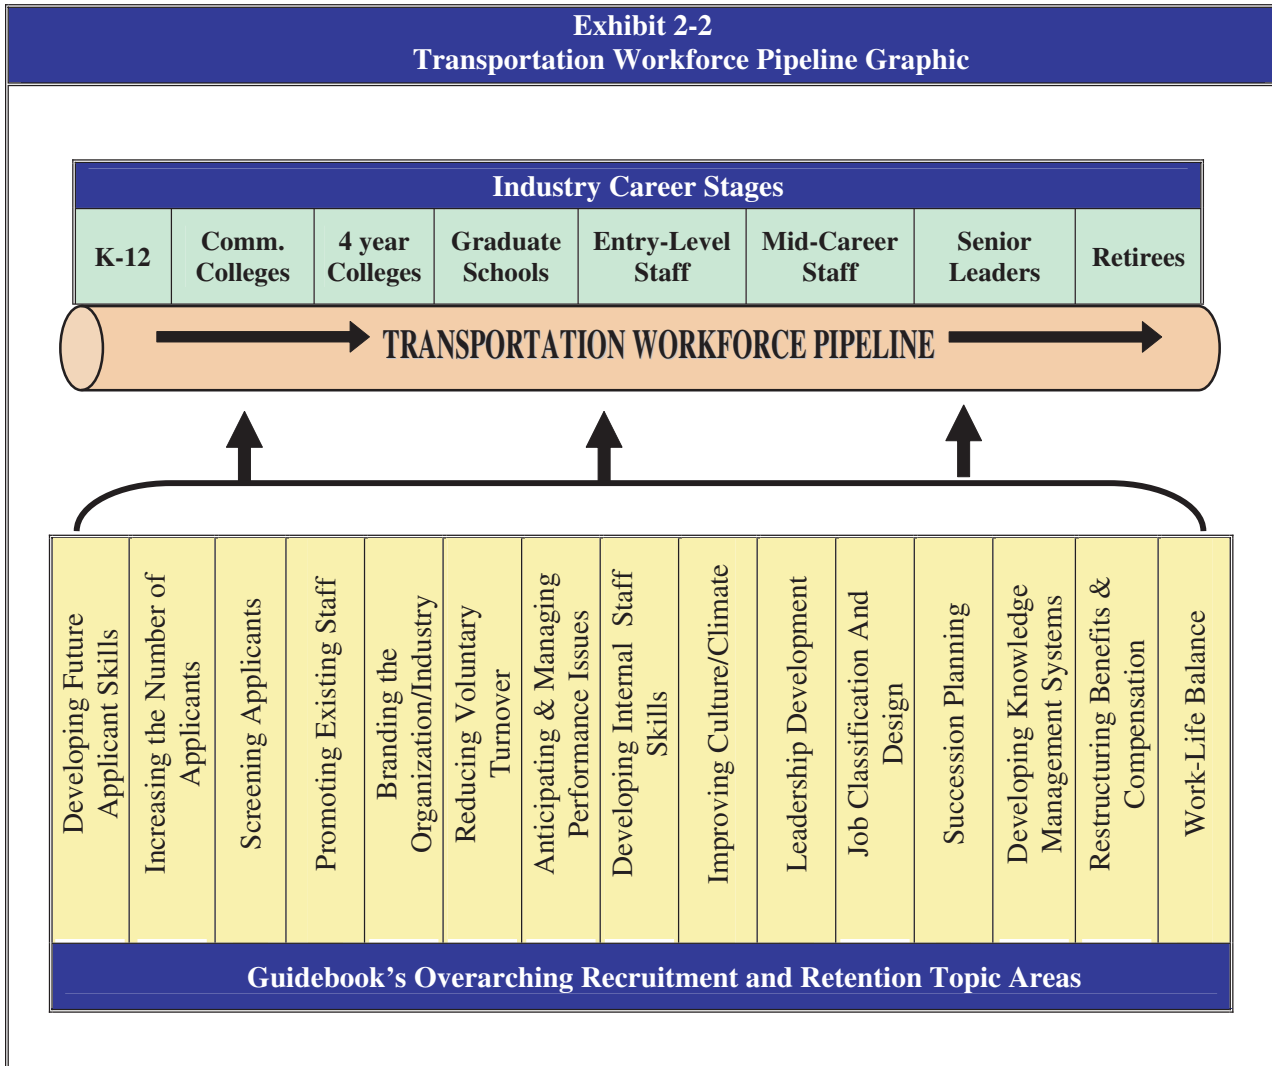 Exhibit 2-2
Transportation Workforce Pipeline Graphic
Industry Career Stages
K-12
Comm.
Colleges
4 year
Colleges
Graduate
Schools
Entry-Level
Staff
Mid-Career
Staff
Senior
Leaders
Retirees
TRANSPORTATION WORKFORCE PIPELINE
Developing Future
Applicant Skills
Increasing the Number of
Applicants
Screening Applicants
Promoting Existing Staff
Branding the
Organization/Industry
Reducing Voluntary
Turnover
Anticipating & Managing
Performance Issues
Developing Internal Staff
Skills
Improving Culture/Climate
Leadership Development
Job Classification And
Design
Succession Planning
Developing Knowledge
Management Systems
Restructuring Benefits &
Compensation
Work-Life Balance
Guidebook's Overarching Recruitment and Retention Topic Areas